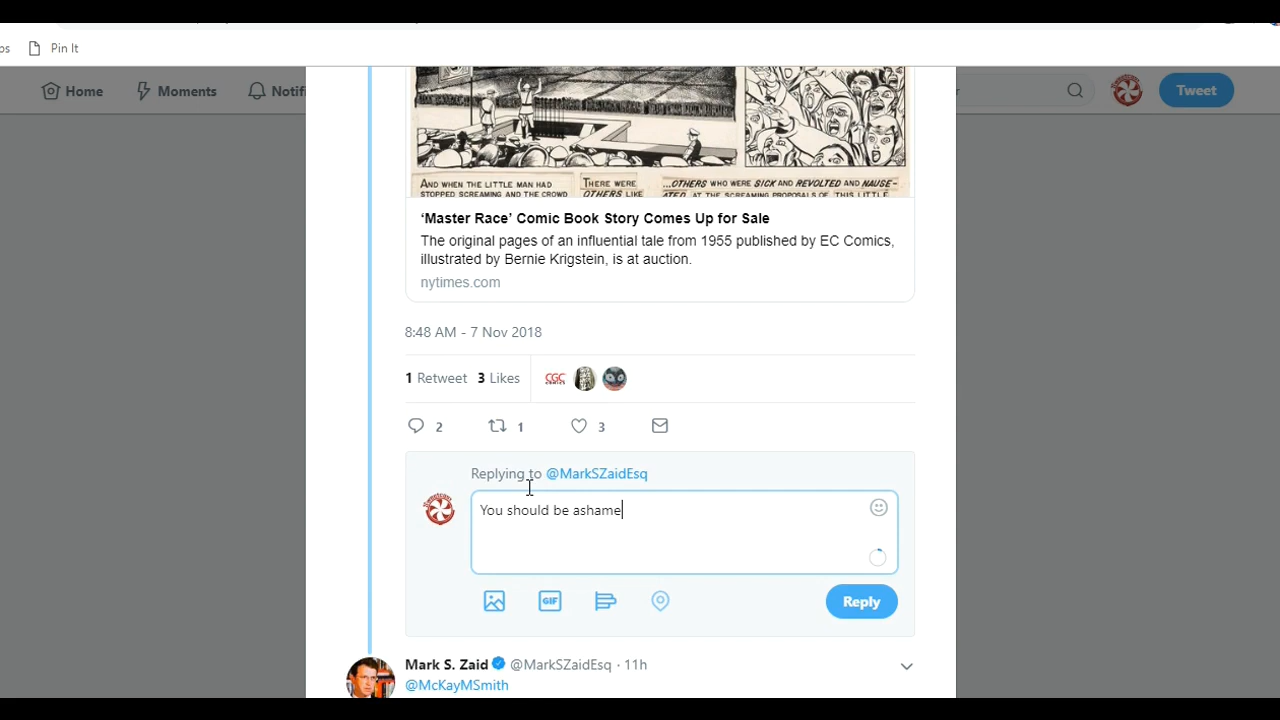 Pin It
Home
Moments
Notifi
Tweet
AND WHEN THE LITTLE MAN HAD
STOPPED SCREAMING AND THE CROWD
THERE WERE
OTHERS LIKE
...OTHERS WHO WERE SICK AND REVOLTED AND NAUSE-
ATED AT THE SCREAMING PROPOSALS OF THIS LITTLE
‘Master Race’ Comic Book Story Comes Up for Sale
The original pages of an influential tale from 1955 published by EC Comics,
illustrated by Bernie Krigstein, is at auction.
nytimes.com
8:48 AM - 7 Nov 2018
1 Retweet 3 Likes
CGC
COMICS
2 1 3
Replying to @MarkSZaidEsq
You should be ashame
GIF
Reply
Mark S. Zaid @MarkSZaidEsq · 11h
@McKayMSmith